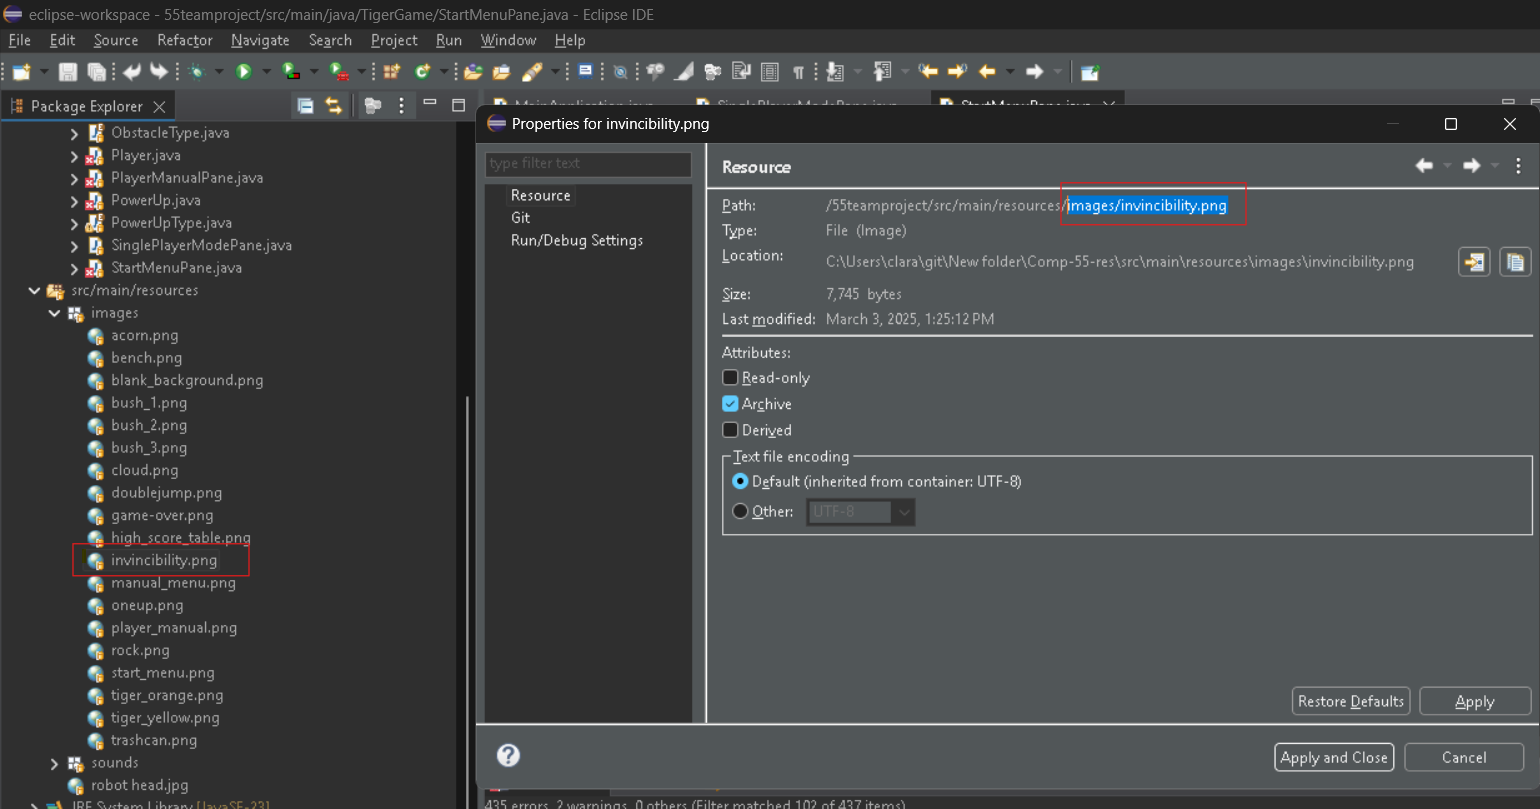 eclipse-workspace - 55teamproject/src/main/java/TigerGame/StartMenuPane.java - Eclipse IDE
File Edit Source Refactor Navigate Search Project Run Window Help
Package Explorer
MainApplication.java SinglePlayerModePane.java StartMenuPane.java
ObstacleType.java
Player.java
PlayerManualPane.java
PowerUp.java
PowerUpType.java
SinglePlayerModePane.java
StartMenuPane.java
src/main/resources
images
acorn.png
bench.png
blank_background.png
bush_1.png
bush_2.png
bush_3.png
cloud.png
doublejump.png
game-over.png
high_score_table.png
invincibility.png
manual_menu.png
oneup.png
player_manual.png
rock.png
start_menu.png
tiger_orange.png
tiger_yellow.png
trashcan.png
sounds
robot head.jpg
JRE System Library [JavaSE-23]
Properties for invincibility.png
type filter text
Resource
Git
Run/Debug Settings
Resource
Path: /55teamproject/src/main/resources/images/invincibility.png
Type: File (Image)
Location: C:\Users\clara\git\New folder\Comp-55-res\src\main\resources\images\invincibility.png
Size: 7,745 bytes
Last modified: March 3, 2025, 1:25:12 PM
Attributes:
Read-only
Archive
Derived
Text file encoding
Default (inherited from container: UTF-8)
Other: UTF-8
Restore Defaults Apply
Apply and Close Cancel
435 errors, 2 warnings, 0 others (Filter matched 102 of 437 items)